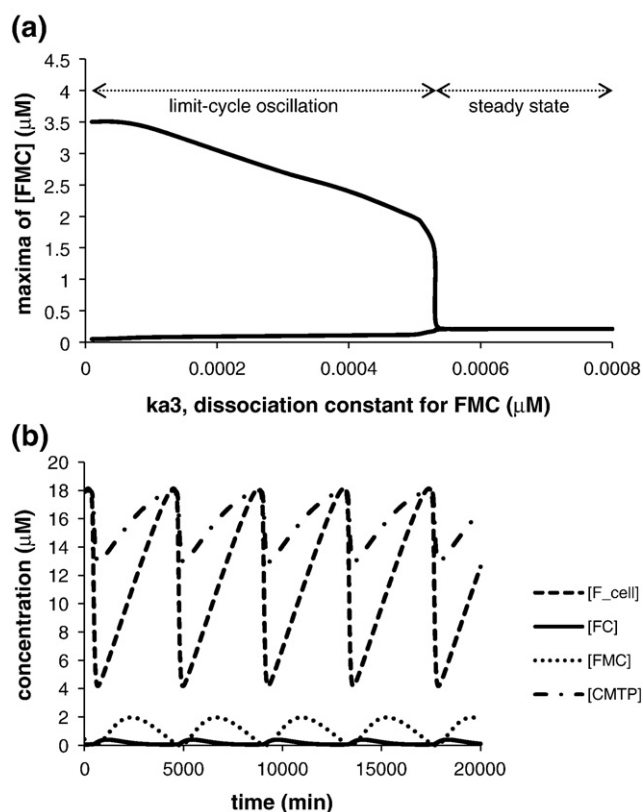 (a)
4.5
4
3.5
3
2.5
2
1.5
1
0.5
0
maxima of [FMC] (μM)
limit-cycle oscillation
steady state
0 0.0002 0.0004 0.0006 0.0008
ka3, dissociation constant for FMC (μM)
(b)
20
18
16
14
12
10
8
6
4
2
0
concentration (μM)
0 5000 10000 15000 20000
time (min)
[F_cell]
[FC]
[FMC]
[CMTP]